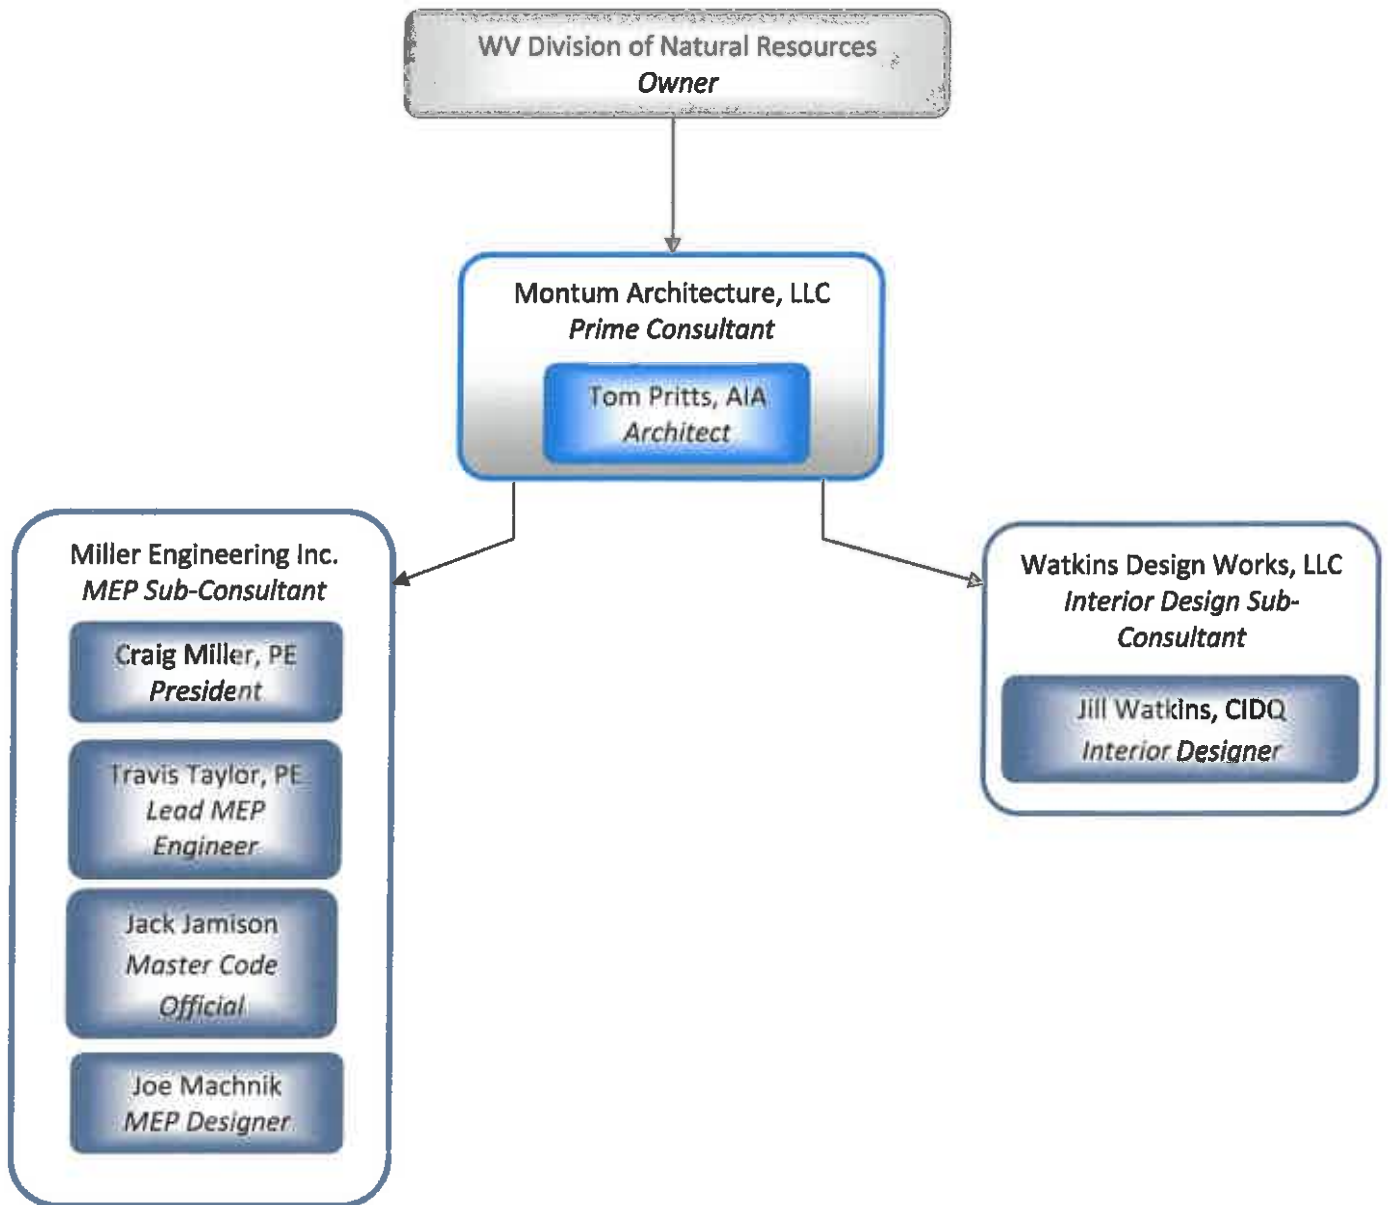 WV Division of Natural Resources
Owner
Montum Architecture, LLC
Prime Consultant
Tom Pritts, AIA
Architect
Miller Engineering Inc.
MEP Sub-Consultant
Craig Miller, PE
President
Travis Taylor, PE
Lead MEP
Engineer
Jack Jamison
Master Code
Official
Joe Machnik
MEP Designer
Watkins Design Works, LLC
Interior Design Sub-
Consultant
Jill Watkins, CIDQ
Interior Designer